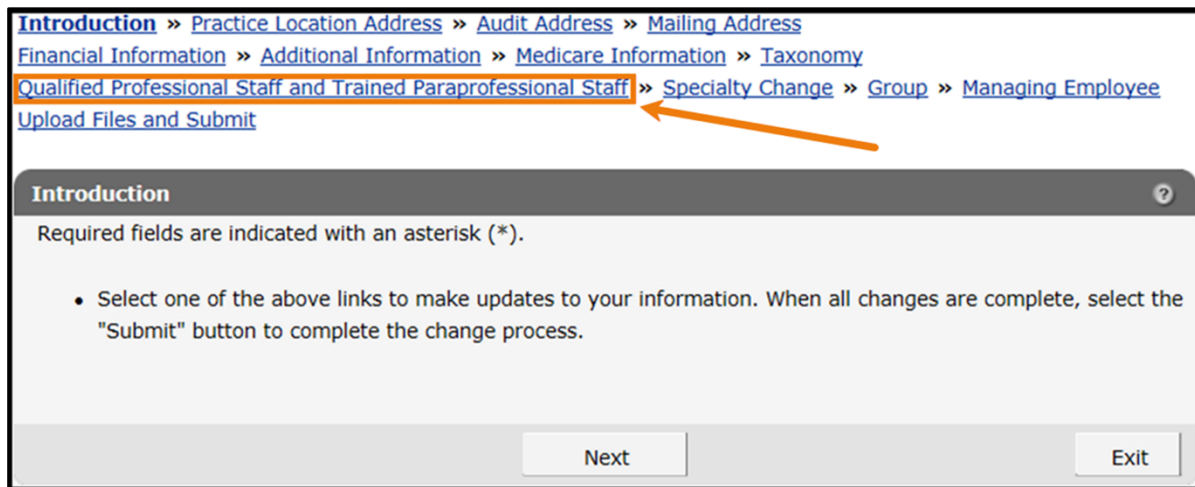 Introduction » Practice Location Address » Audit Address » Mailing Address
Financial Information » Additional Information » Medicare Information » Taxonomy
Qualified Professional Staff and Trained Paraprofessional Staff » Specialty Change » Group » Managing Employee
Upload Files and Submit
Introduction ?
Required fields are indicated with an asterisk (*).
• Select one of the above links to make updates to your information. When all changes are complete, select the
"Submit" button to complete the change process.
Next Exit